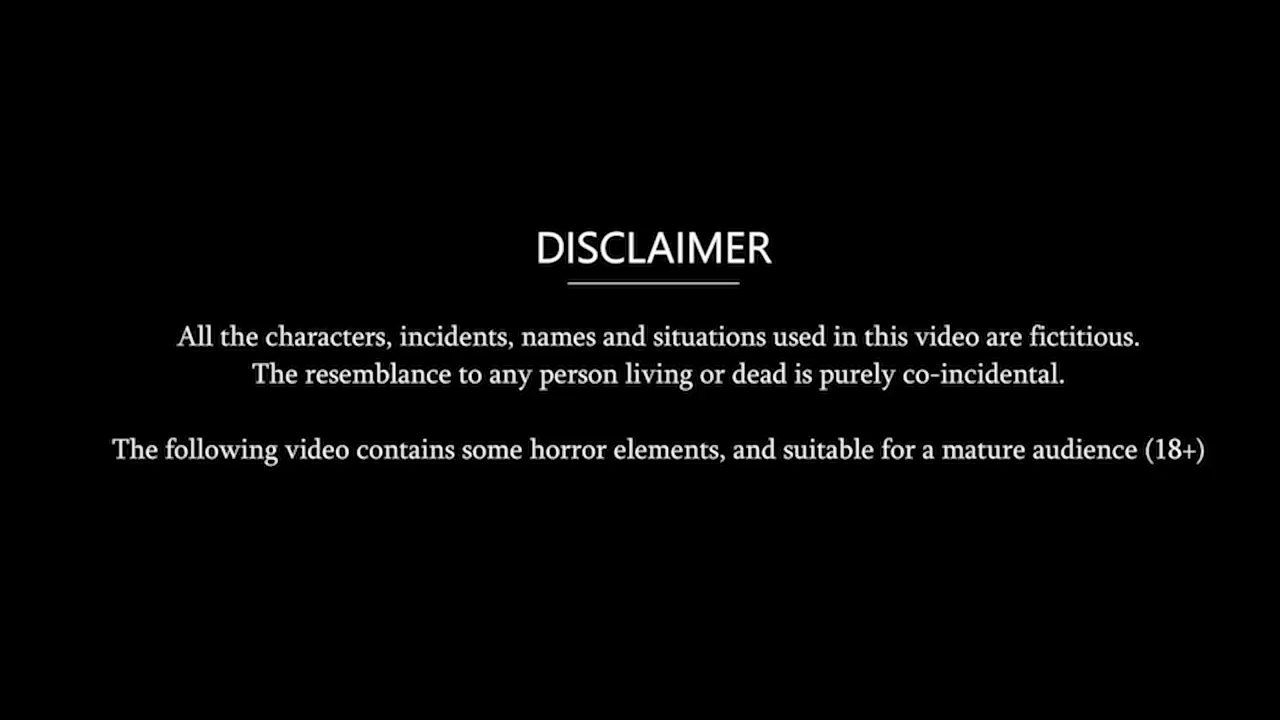 DISCLAIMER
All the characters, incidents, names and situations used in this video are fictitious.
The resemblance to any person living or dead is purely co-incidental.
The following video contains some horror elements, and suitable for a mature audience (18+)